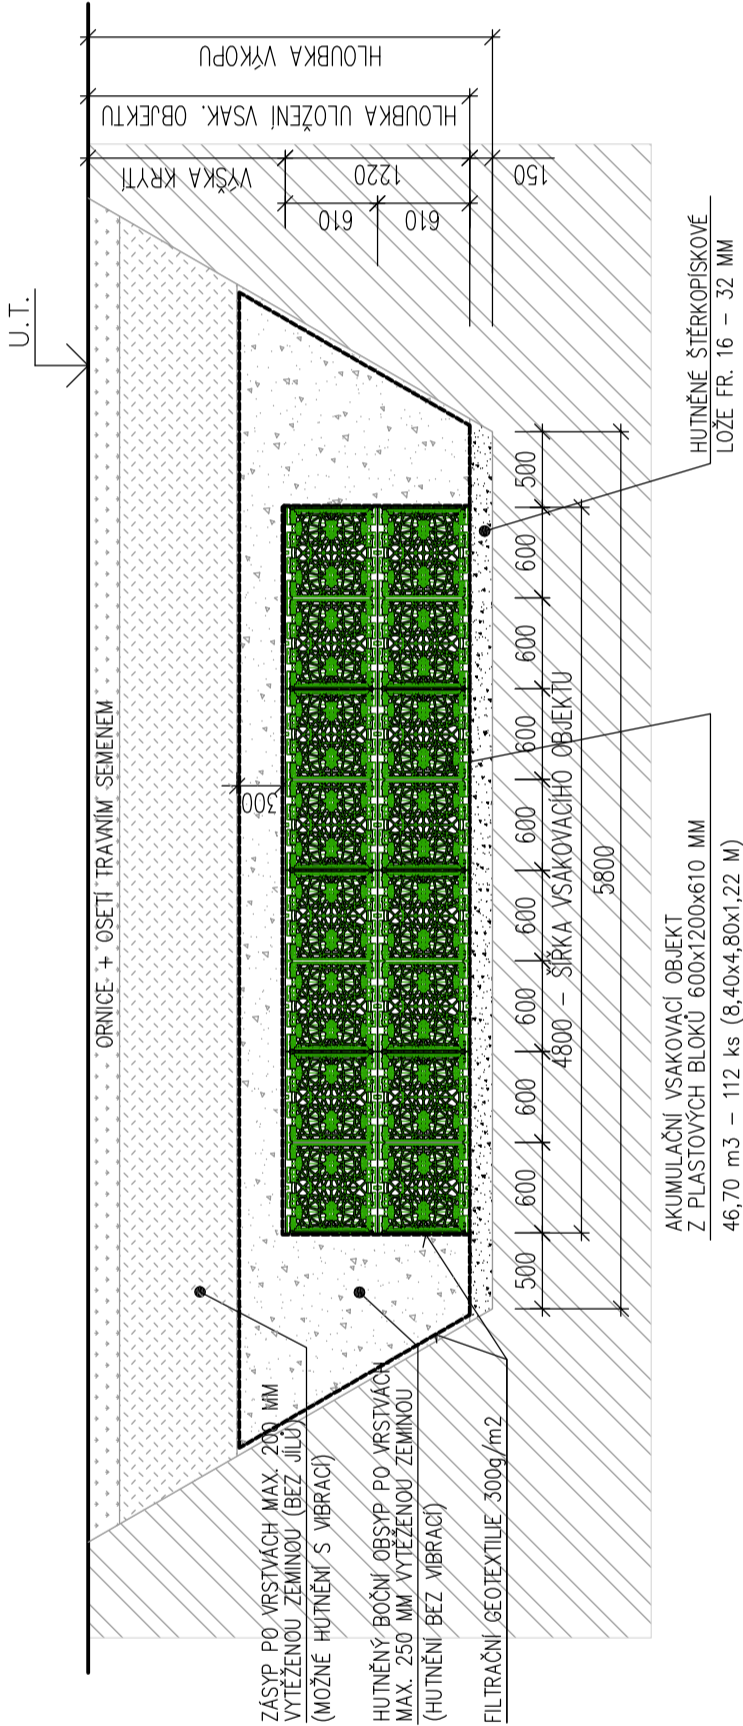 U.T.
ORNICE + OSETÍ TRAVNÍM SEMENEM
HLOUBKA VÝKOPU
HLOUBKA ULOŽENÍ VSAK. OBJEKTU
VÝŠKA KRYTÍ
1220
150
610
610
300
ZÁSYP PO VRSTVÁCH MAX. 200 MM
VYTĚŽENOU ZEMINOU (BEZ JÍLŮ)
(MOŽNÉ HUTNĚNÍ S VIBRACÍ)
HUTNĚNÝ BOČNÍ OBSYP PO VRSTVÁCH
MAX. 250 MM VYTĚŽENOU ZEMINOU
(HUTNĚNÍ BEZ VIBRACÍ)
FILTRAČNÍ GEOTEXTILIE 300g/m2
500
600
600
600
600
600
600
600
600
500
4800 - ŠÍŘKA VSAKOVACÍHO OBJEKTU
5800
AKUMULAČNÍ VSAKOVACÍ OBJEKT
Z PLASTOVÝCH BLOKŮ 600x1200x610 MM
46,70 m3 - 112 ks (8,40x4,80x1,22 M)
HUTNĚNÉ ŠTĚRKOPÍSKOVÉ
LOŽE FR. 16 - 32 MM